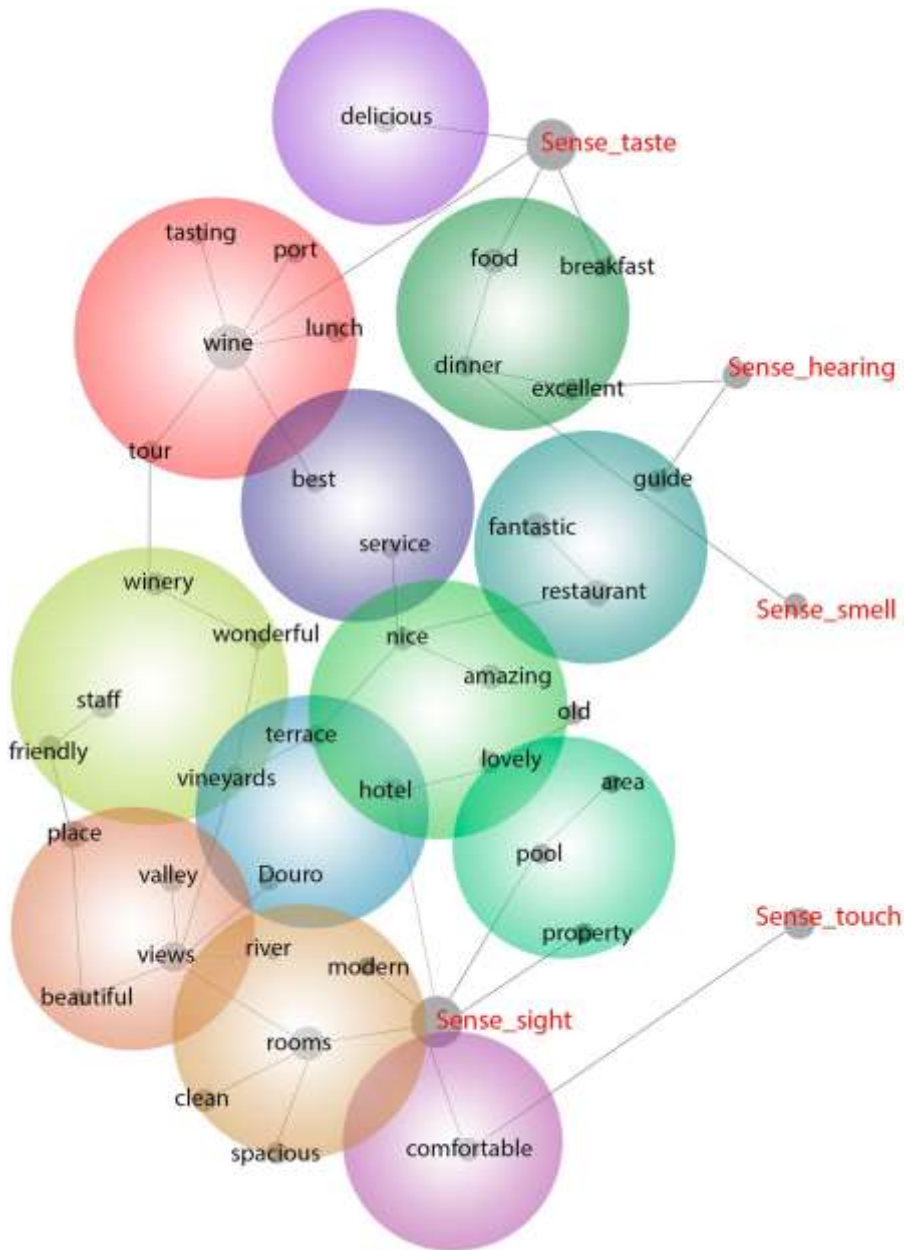 delicious
Sense_taste
tasting
port
food
breakfast
lunch
wine
dinner
Sense_hearing
excellent
tour
best
guide
fantastic
service
winery
restaurant
Sense_smell
wonderful
nice
amazing
staff
old
terrace
friendly
lovely
vineyards
hotel
area
place
pool
valley
Douro
Sense_touch
property
river
views
modern
beautiful
Sense_sight
rooms
clean
comfortable
spacious